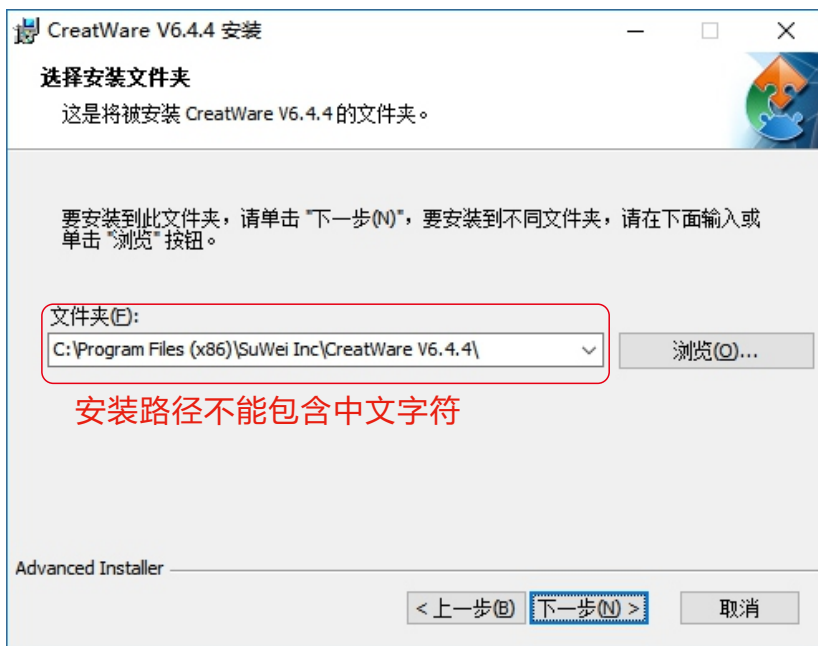 CreatWare V6.4.4 安装
选择安装文件夹
这是将被安装 CreatWare V6.4.4 的文件夹。
要安装到此文件夹，请单击 "下一步(N)"，要安装到不同文件夹，请在下面输入或
单击 "浏览" 按钮。
文件夹(F):
C:\Program Files (x86)\SuWei Inc\CreatWare V6.4.4\
浏览(O)...
安装路径不能包含中文字符
Advanced Installer
< 上一步(B)
下一步(N) >
取消